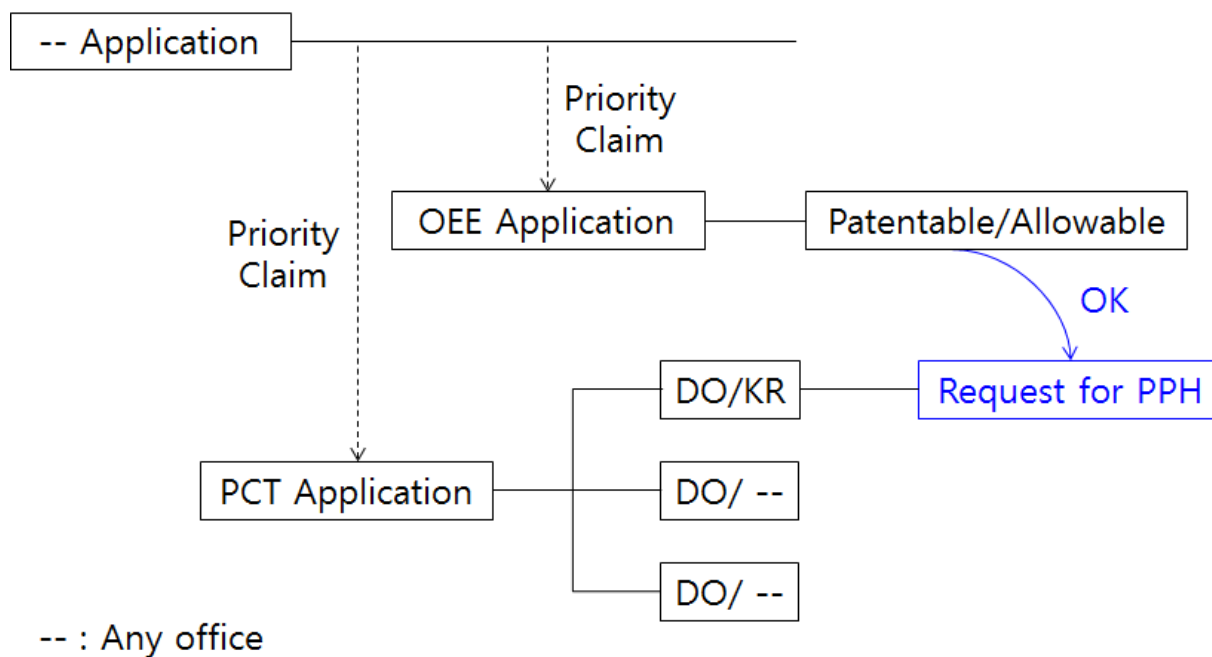 -- Application
Priority
Claim
OEE Application
Patentable/Allowable
Priority
Claim
OK
DO/KR
Request for PPH
PCT Application
DO/ --
DO/ --
-- : Any office